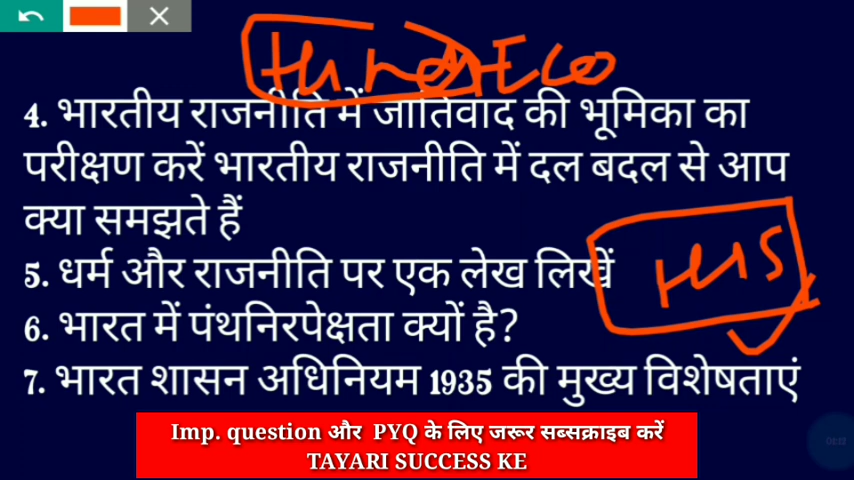 4. भारतीय राजनीति में जातिवाद की भूमिका का
परीक्षण करें भारतीय राजनीति में दल बदल से आप
क्या समझते हैं
5. धर्म और राजनीति पर एक लेख लिखें
HIS
6. भारत में पंथनिरपेक्षता क्यों है?
7. भारत शासन अधिनियम 1935 की मुख्य विशेषताएं
Imp. question और PYQ के लिए जरूर सब्सक्राइब करें
TAYARI SUCCESS KE